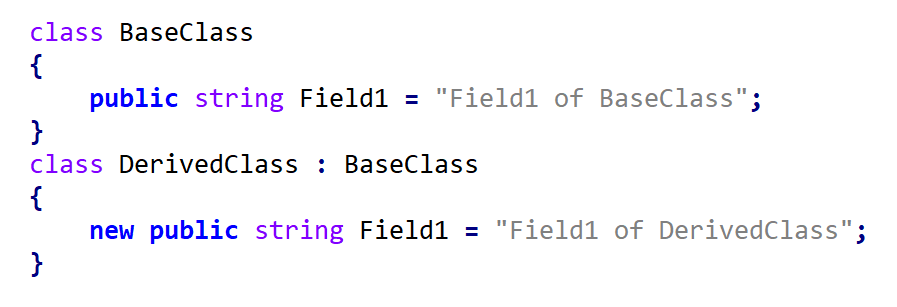 class BaseClass
{
    public string Field1 = "Field1 of BaseClass";
}
class DerivedClass : BaseClass
{
    new public string Field1 = "Field1 of DerivedClass";
}